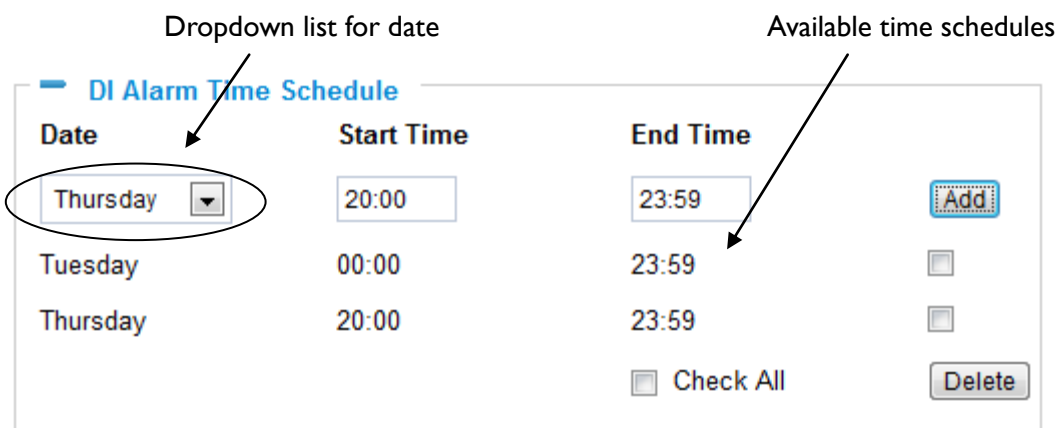 Dropdown list for date Available time schedules
DI Alarm Time Schedule
Date Start Time End Time
Thursday 20:00 23:59 Add
Tuesday 00:00 23:59
Thursday 20:00 23:59
Check All Delete